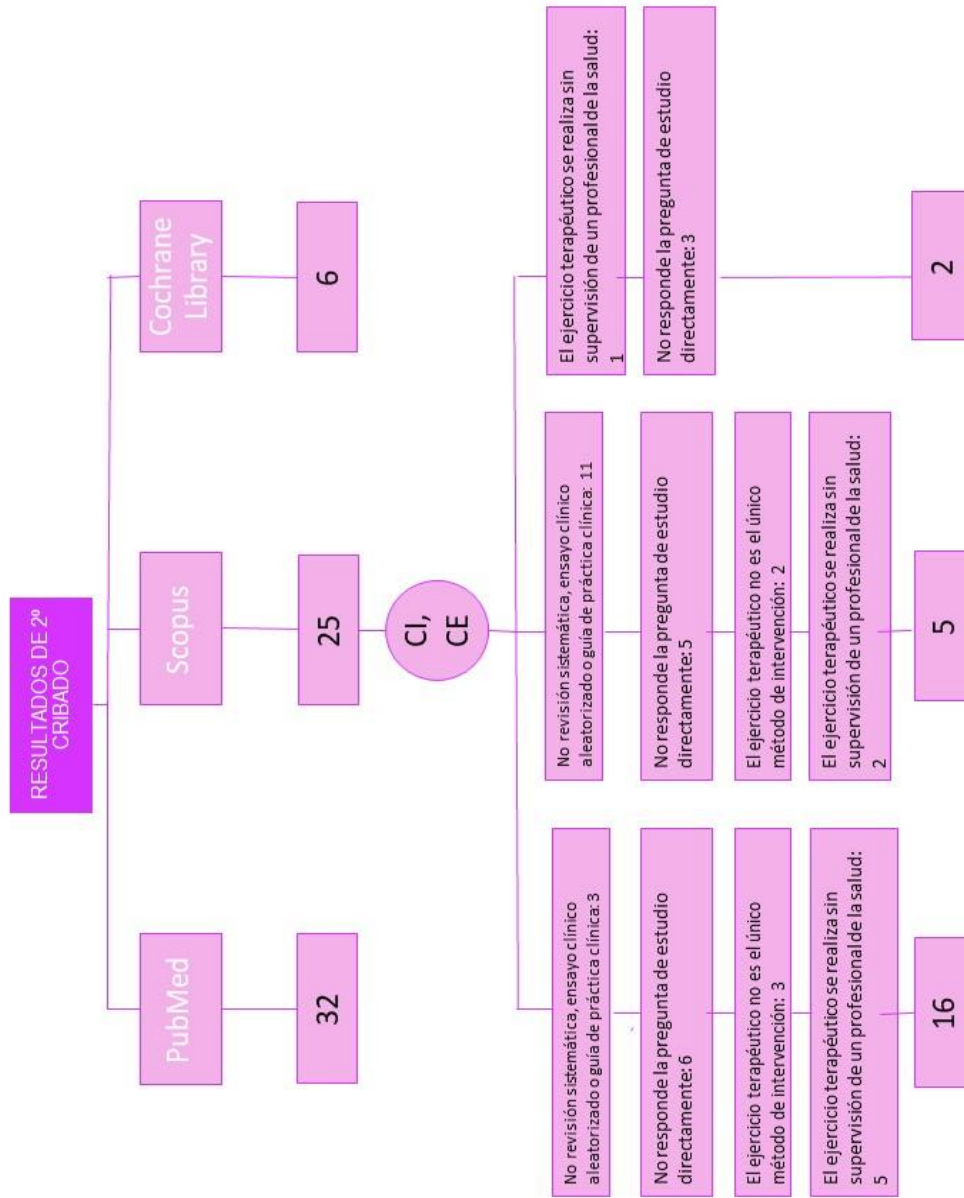 RESULTADOS DE 2º
CRIBADO
PubMed
Scopus
Cochrane
Library
32
25
6
CI,
CE
No revisión sistemática, ensayo clínico
aleatorizado o guía de práctica clínica: 3
No responde la pregunta de estudio
directamente: 6
El ejercicio terapéutico no es el único
método de intervención: 3
El ejercicio terapéutico se realiza sin
supervisión de un profesional de la salud:
5
16
No revisión sistemática, ensayo clínico
aleatorizado o guía de práctica clínica: 11
No responde la pregunta de estudio
directamente: 5
El ejercicio terapéutico no es el único
método de intervención: 2
El ejercicio terapéutico se realiza sin
supervisión de un profesional de la salud:
2
5
El ejercicio terapéutico se realiza sin
supervisión de un profesional de la salud:
1
No responde la pregunta de estudio
directamente: 3
2